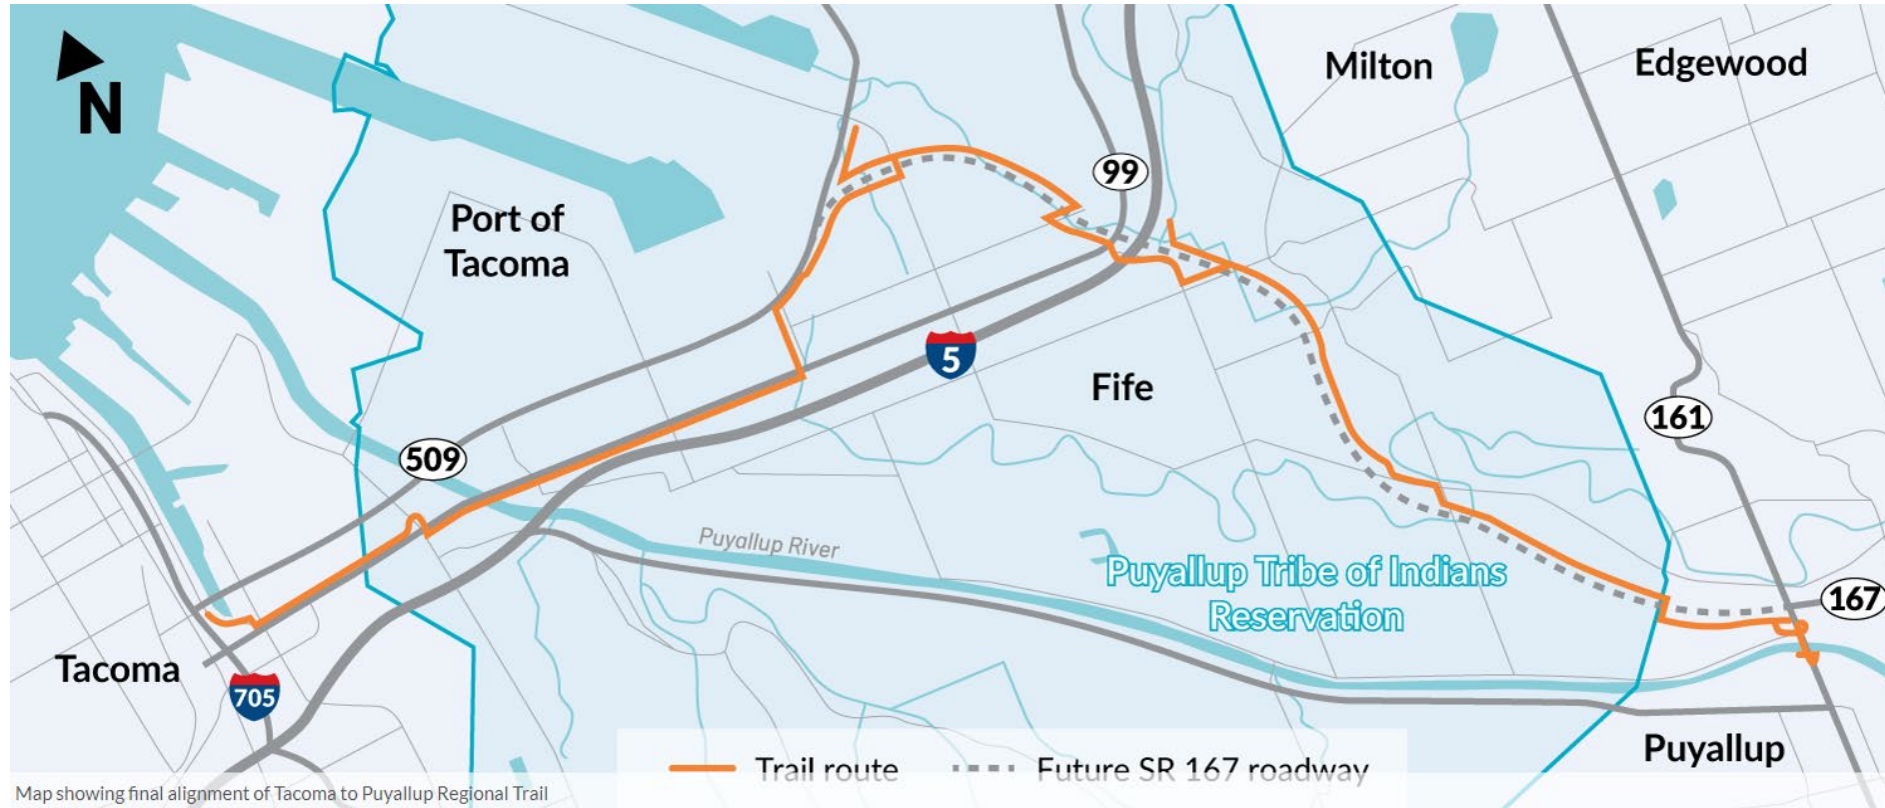 N
Milton
Edgewood
99
Port of
Tacoma
5
Fife
161
509
Puyallup River
Puyallup Tribe of Indians
Reservation
167
Tacoma
705
Puyallup
Trail route
Future SR 167 roadway
Map showing final alignment of Tacoma to Puyallup Regional Trail